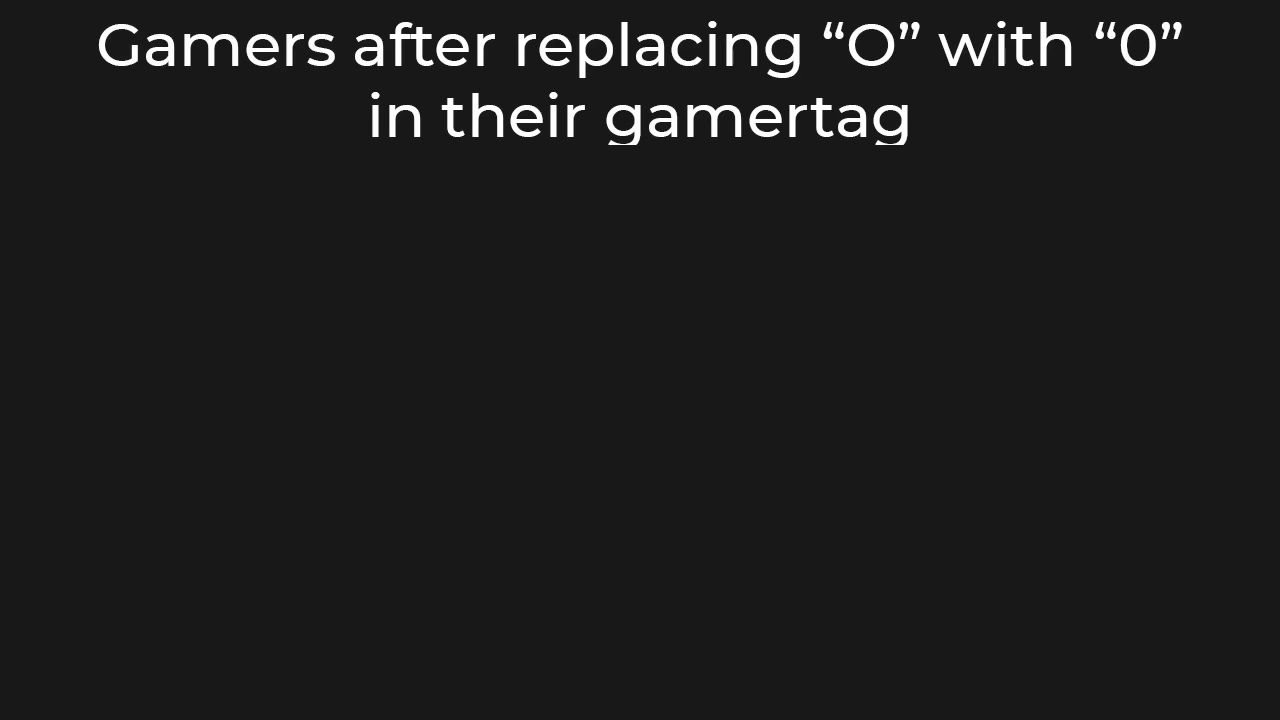 Gamers after replacing “O” with “0”
in their gamertag